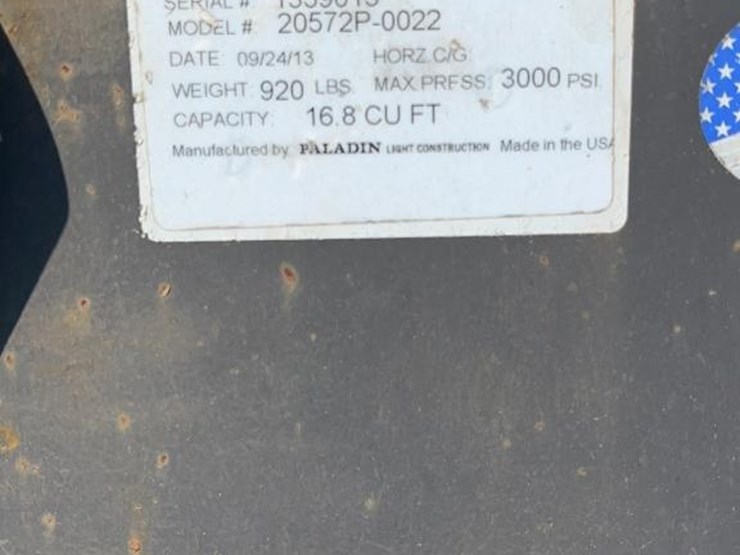 SERIAL #
MODEL # 20572P-0022
DATE: 09/24/13 HORZ C/G:
WEIGHT: 920 LBS MAX PRESS: 3000 PSI
CAPACITY: 16.8 CU FT
Manufactured by PALADIN LIGHT CONSTRUCTION Made in the USA